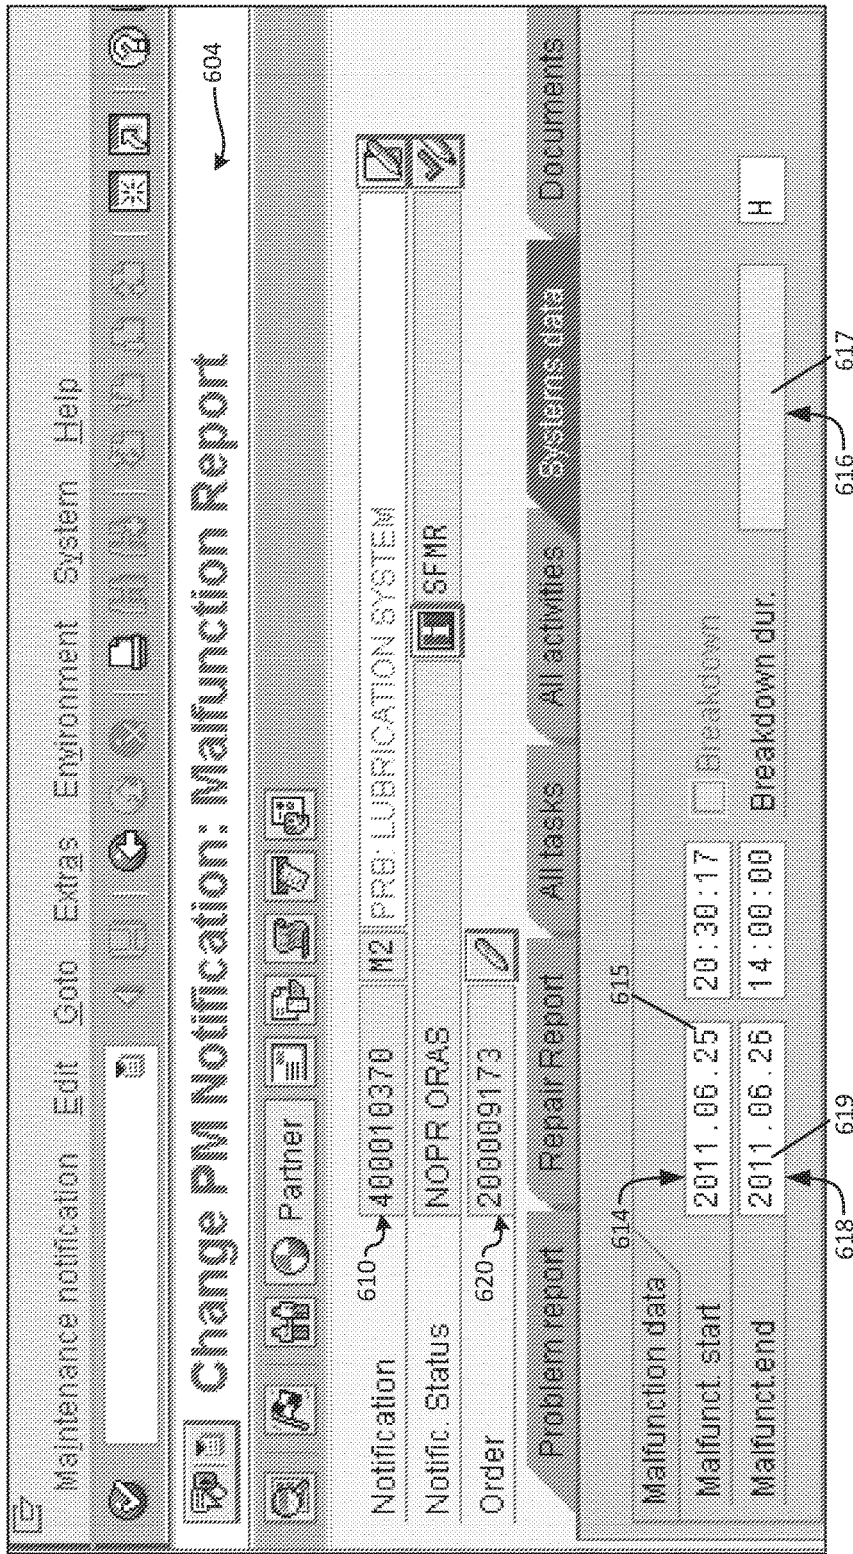 Maintenance notification Edit Goto Extras Environment System Help
Change PM Notification: Malfunction Report
604
Partner
Notification 610 400010370 M2 PRB: LUBRICATION SYSTEM
Notific. Status NOPR ORAS SFMR
Order 620 200009173
Problem report Repair Report All tasks All activities Systems data Documents
Malfunction data 614 615
Malfunct. start 2011.06.25 20:30:17 Breakdown
Malfunct.end 2011.06.26 14:00:00 Breakdown dur. H
618 619 616 617